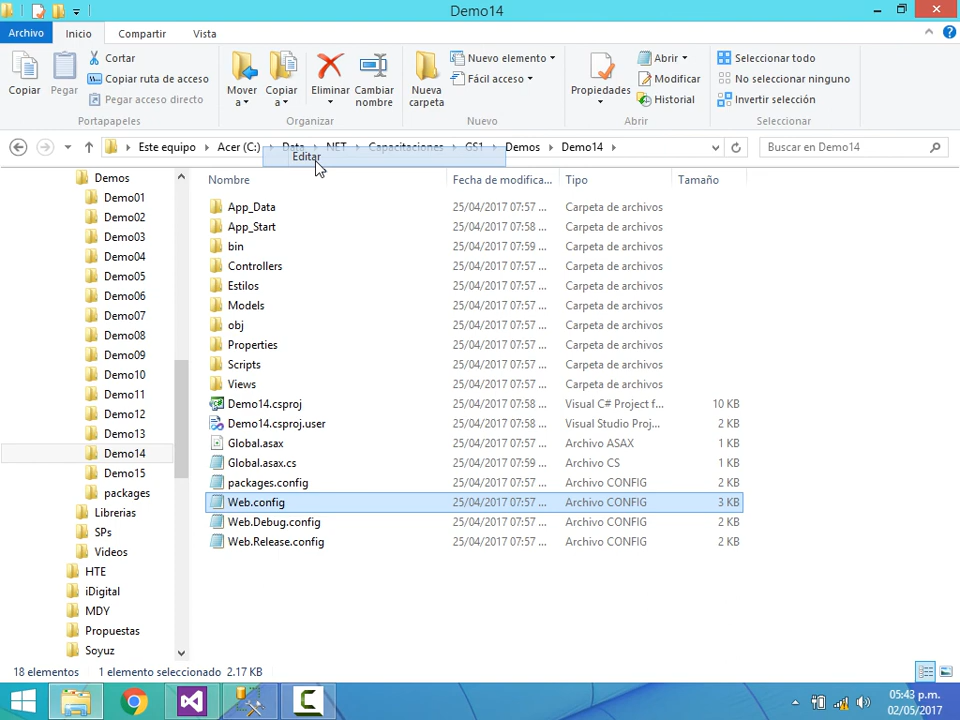 Demo14
Archivo Inicio Compartir Vista
Copiar
Pegar
Cortar
Copiar ruta de acceso
Pegar acceso directo
Portapapeles
Mover a
Copiar a
Eliminar
Cambiar nombre
Organizar
Nueva carpeta
Nuevo elemento
Fácil acceso
Nuevo
Propiedades
Abrir
Modificar
Historial
Abrir
Seleccionar todo
No seleccionar ninguno
Invertir selección
Seleccionar
Este equipo Acer (C:) Data .NET Capacitaciones GS1 Demos Demo14
Buscar en Demo14
Editar
Demos
Demo01
Demo02
Demo03
Demo04
Demo05
Demo06
Demo07
Demo08
Demo09
Demo10
Demo11
Demo12
Demo13
Demo14
Demo15
packages
Librerias
SPs
Videos
HTE
iDigital
MDY
Propuestas
Soyuz
Nombre Fecha de modifica... Tipo Tamaño
App_Data 25/04/2017 07:57 ... Carpeta de archivos
App_Start 25/04/2017 07:58 ... Carpeta de archivos
bin 25/04/2017 07:59 ... Carpeta de archivos
Controllers 25/04/2017 07:57 ... Carpeta de archivos
Estilos 25/04/2017 07:57 ... Carpeta de archivos
Models 25/04/2017 07:57 ... Carpeta de archivos
obj 25/04/2017 07:57 ... Carpeta de archivos
Properties 25/04/2017 07:57 ... Carpeta de archivos
Scripts 25/04/2017 07:57 ... Carpeta de archivos
Views 25/04/2017 07:57 ... Carpeta de archivos
Demo14.csproj 25/04/2017 07:58 ... Visual C# Project f... 10 KB
Demo14.csproj.user 25/04/2017 07:58 ... Visual Studio Proj... 2 KB
Global.asax 25/04/2017 07:57 ... Archivo ASAX 1 KB
Global.asax.cs 25/04/2017 07:57 ... Archivo CS 1 KB
packages.config 25/04/2017 07:57 ... Archivo CONFIG 2 KB
Web.config 25/04/2017 07:57 ... Archivo CONFIG 3 KB
Web.Debug.config 25/04/2017 07:57 ... Archivo CONFIG 2 KB
Web.Release.config 25/04/2017 07:57 ... Archivo CONFIG 2 KB
18 elementos 1 elemento seleccionado 2.17 KB
05:43 p.m.
02/05/2017